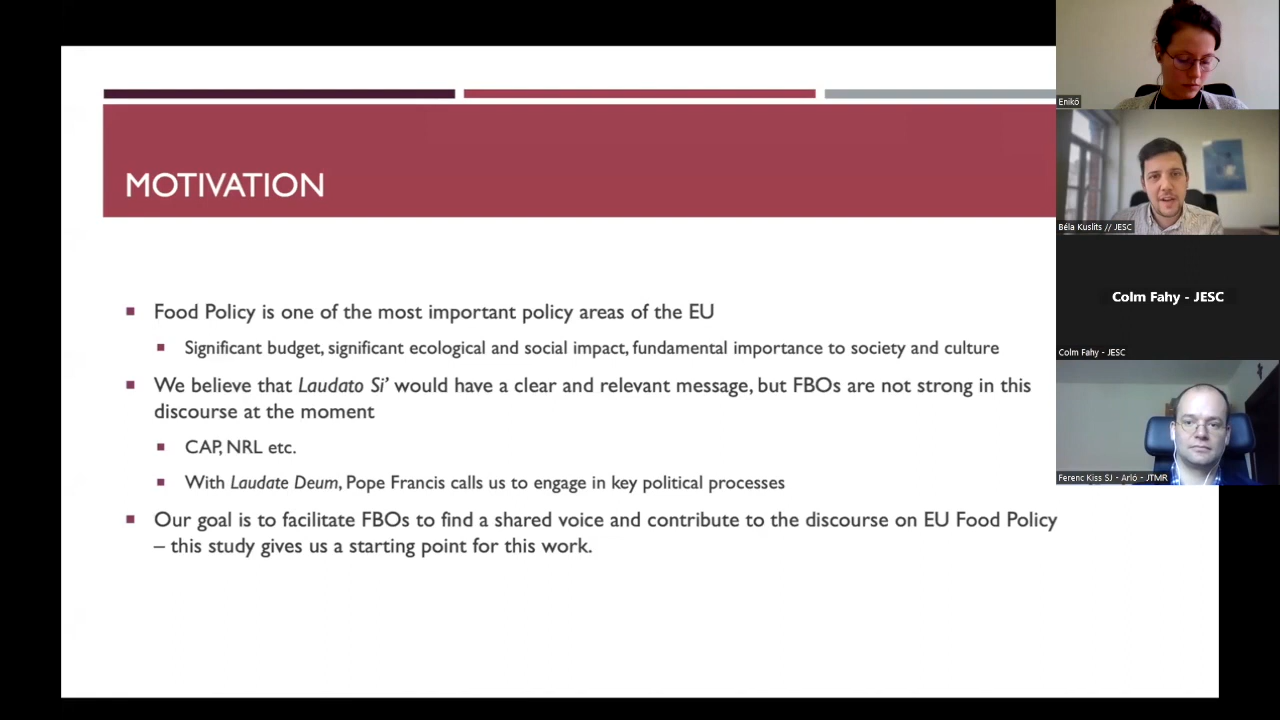 MOTIVATION
Food Policy is one of the most important policy areas of the EU
Significant budget, significant ecological and social impact, fundamental importance to society and culture
We believe that Laudato Si’ would have a clear and relevant message, but FBOs are not strong in this
discourse at the moment
CAP, NRL etc.
With Laudate Deum, Pope Francis calls us to engage in key political processes
Our goal is to facilitate FBOs to find a shared voice and contribute to the discourse on EU Food Policy
– this study gives us a starting point for this work.
Enikő
Béla Kuslits // JESC
Colm Fahy - JESC
Colm Fahy - JESC
Ferenc Kiss SJ - Arló - JTMR